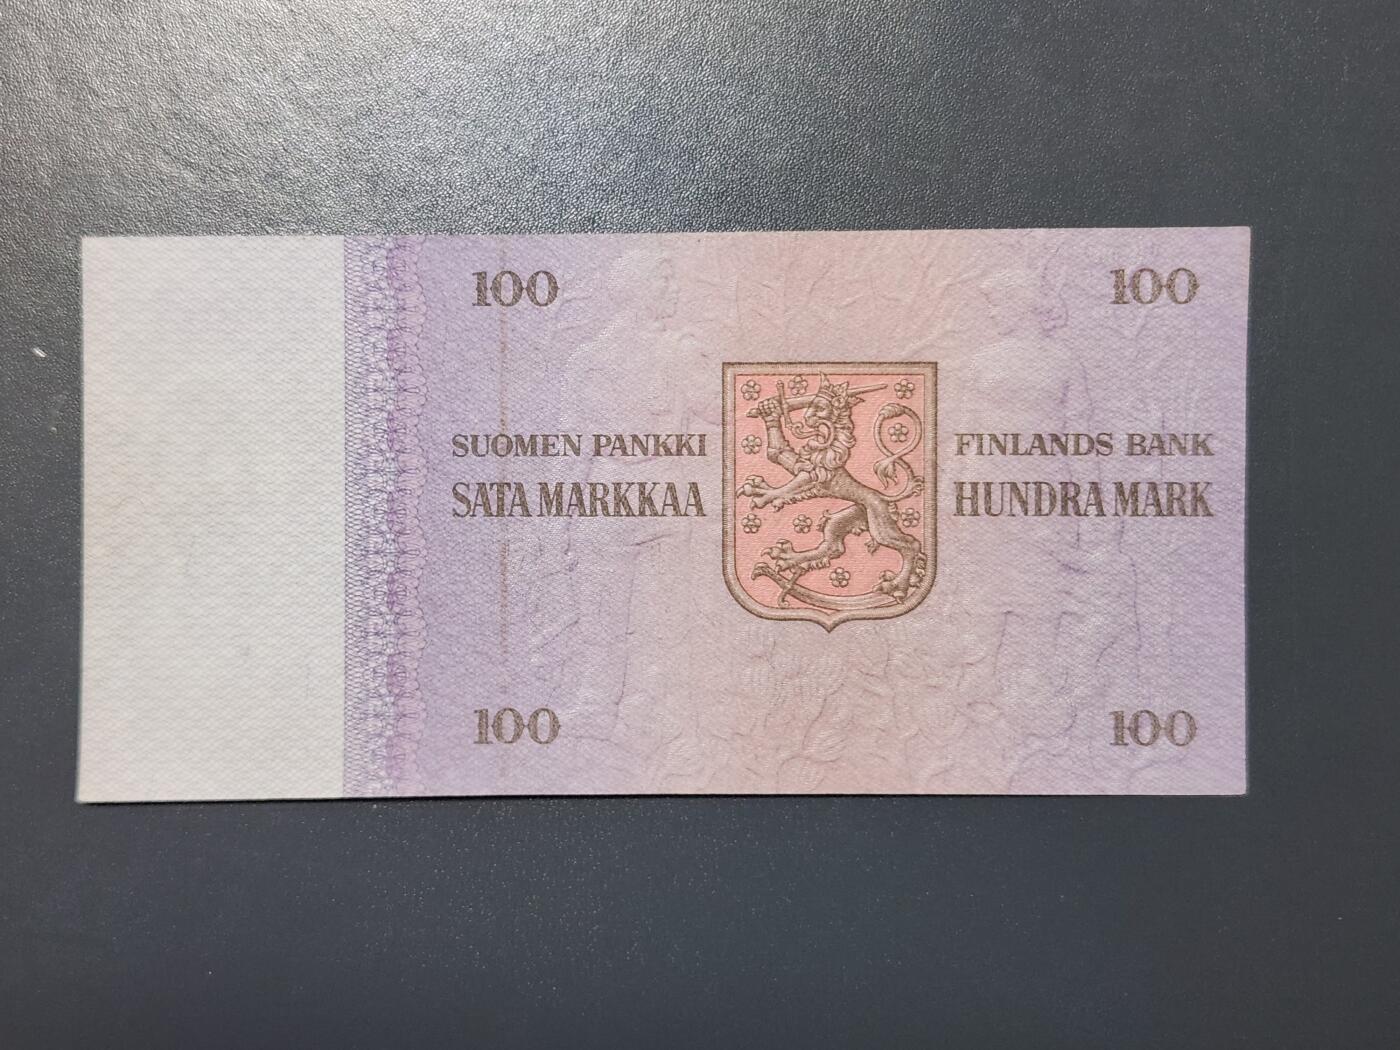 100 100
SUOMEN PANKKI FINLANDS BANK
SATA MARKKAA HUNDRA MARK
100 100